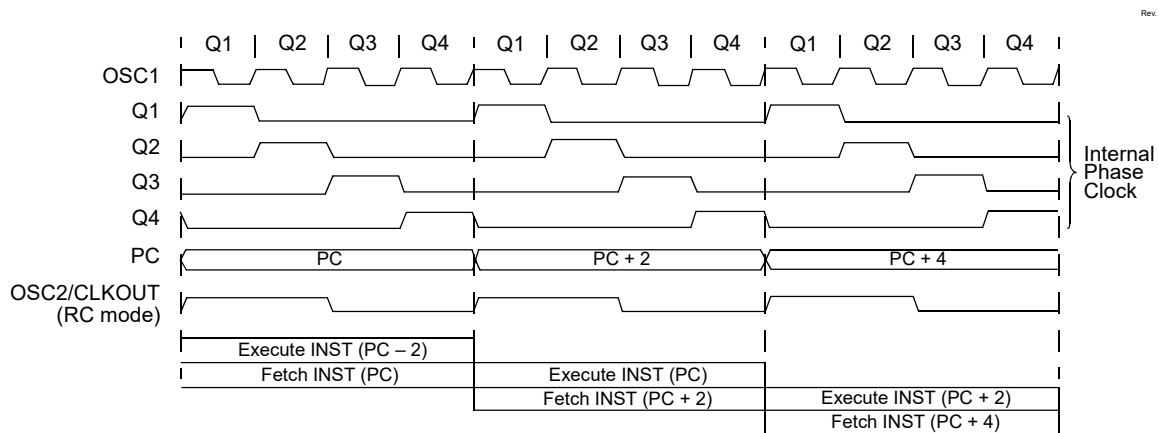 Rev.
Q1 Q2 Q3 Q4 Q1 Q2 Q3 Q4 Q1 Q2 Q3 Q4
OSC1
Q1
Q2
Q3
Q4
Internal
Phase
Clock
PC PC PC + 2 PC + 4
OSC2/CLKOUT
(RC mode)
Execute INST (PC – 2)
Fetch INST (PC) Execute INST (PC)
Fetch INST (PC + 2) Execute INST (PC + 2)
Fetch INST (PC + 4)